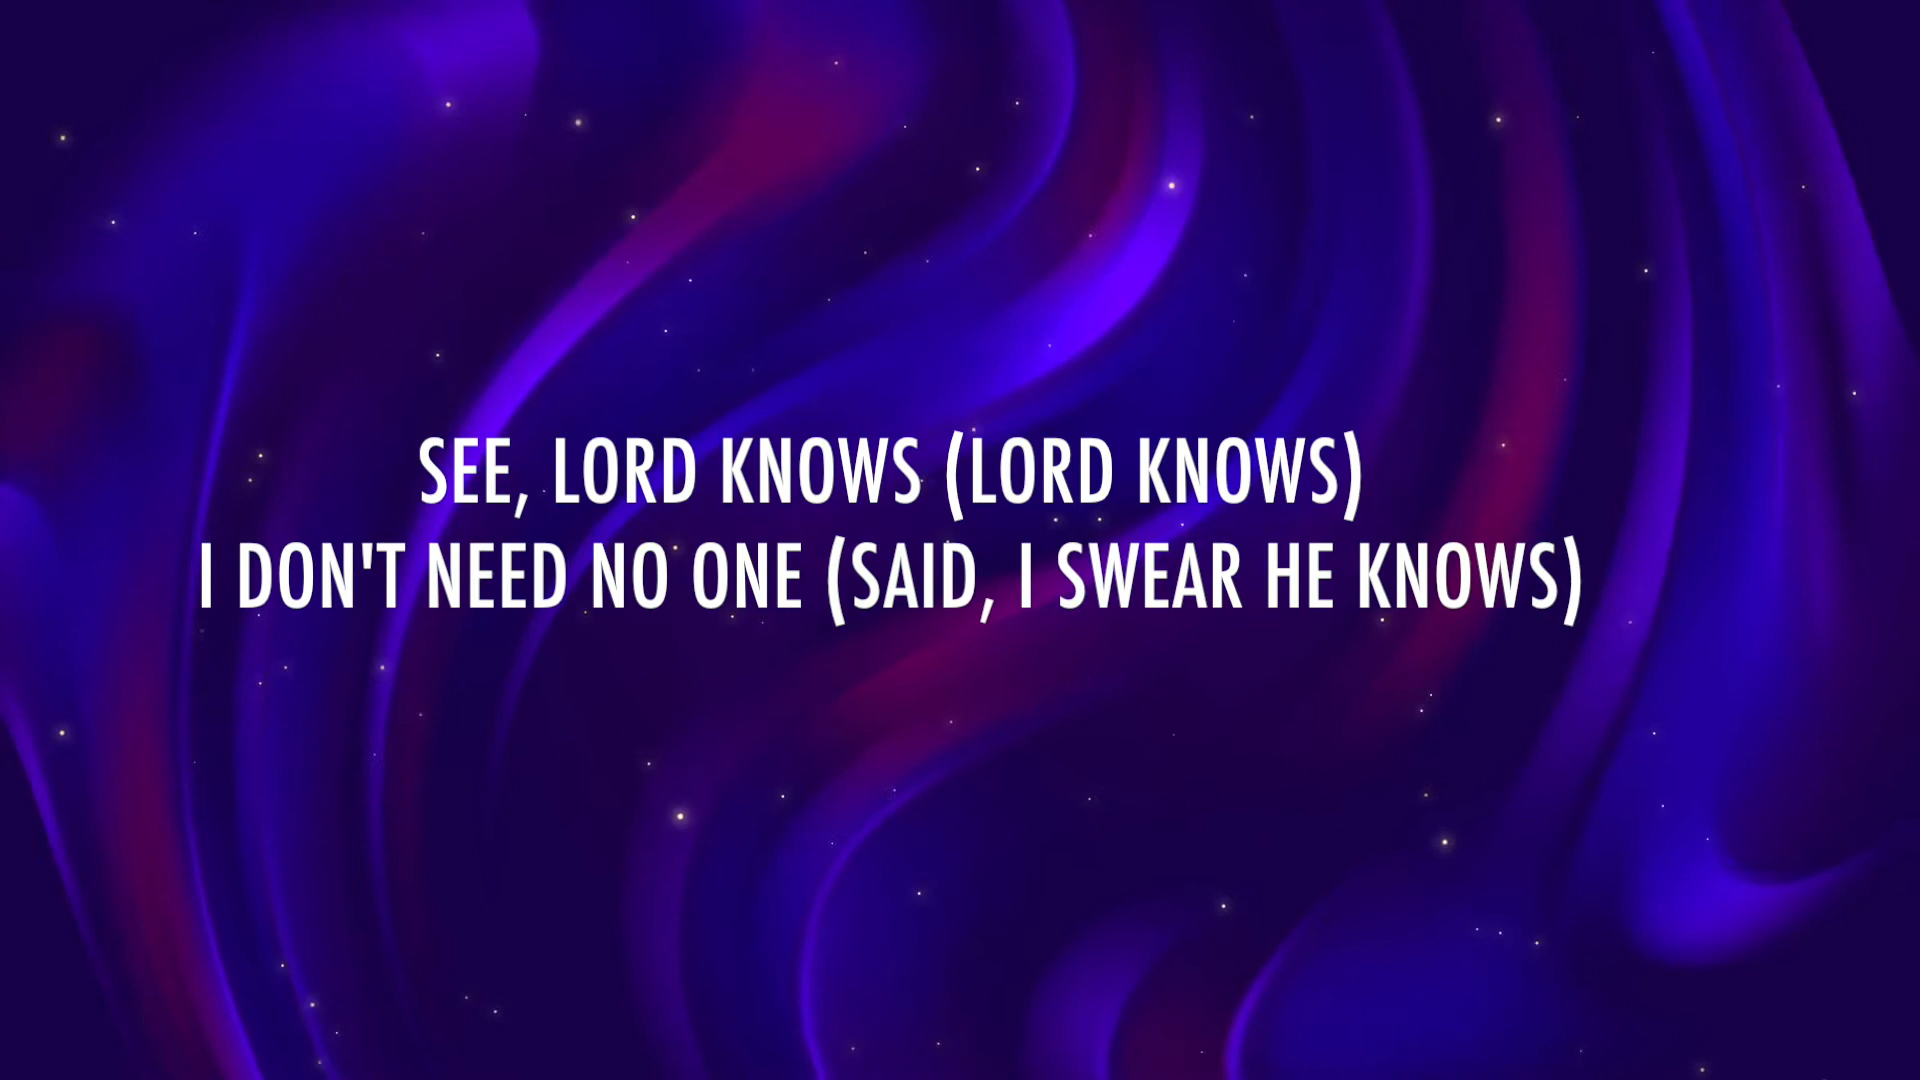 SEE, LORD KNOWS (LORD KNOWS)
I DON'T NEED NO ONE (SAID, I SWEAR HE KNOWS)